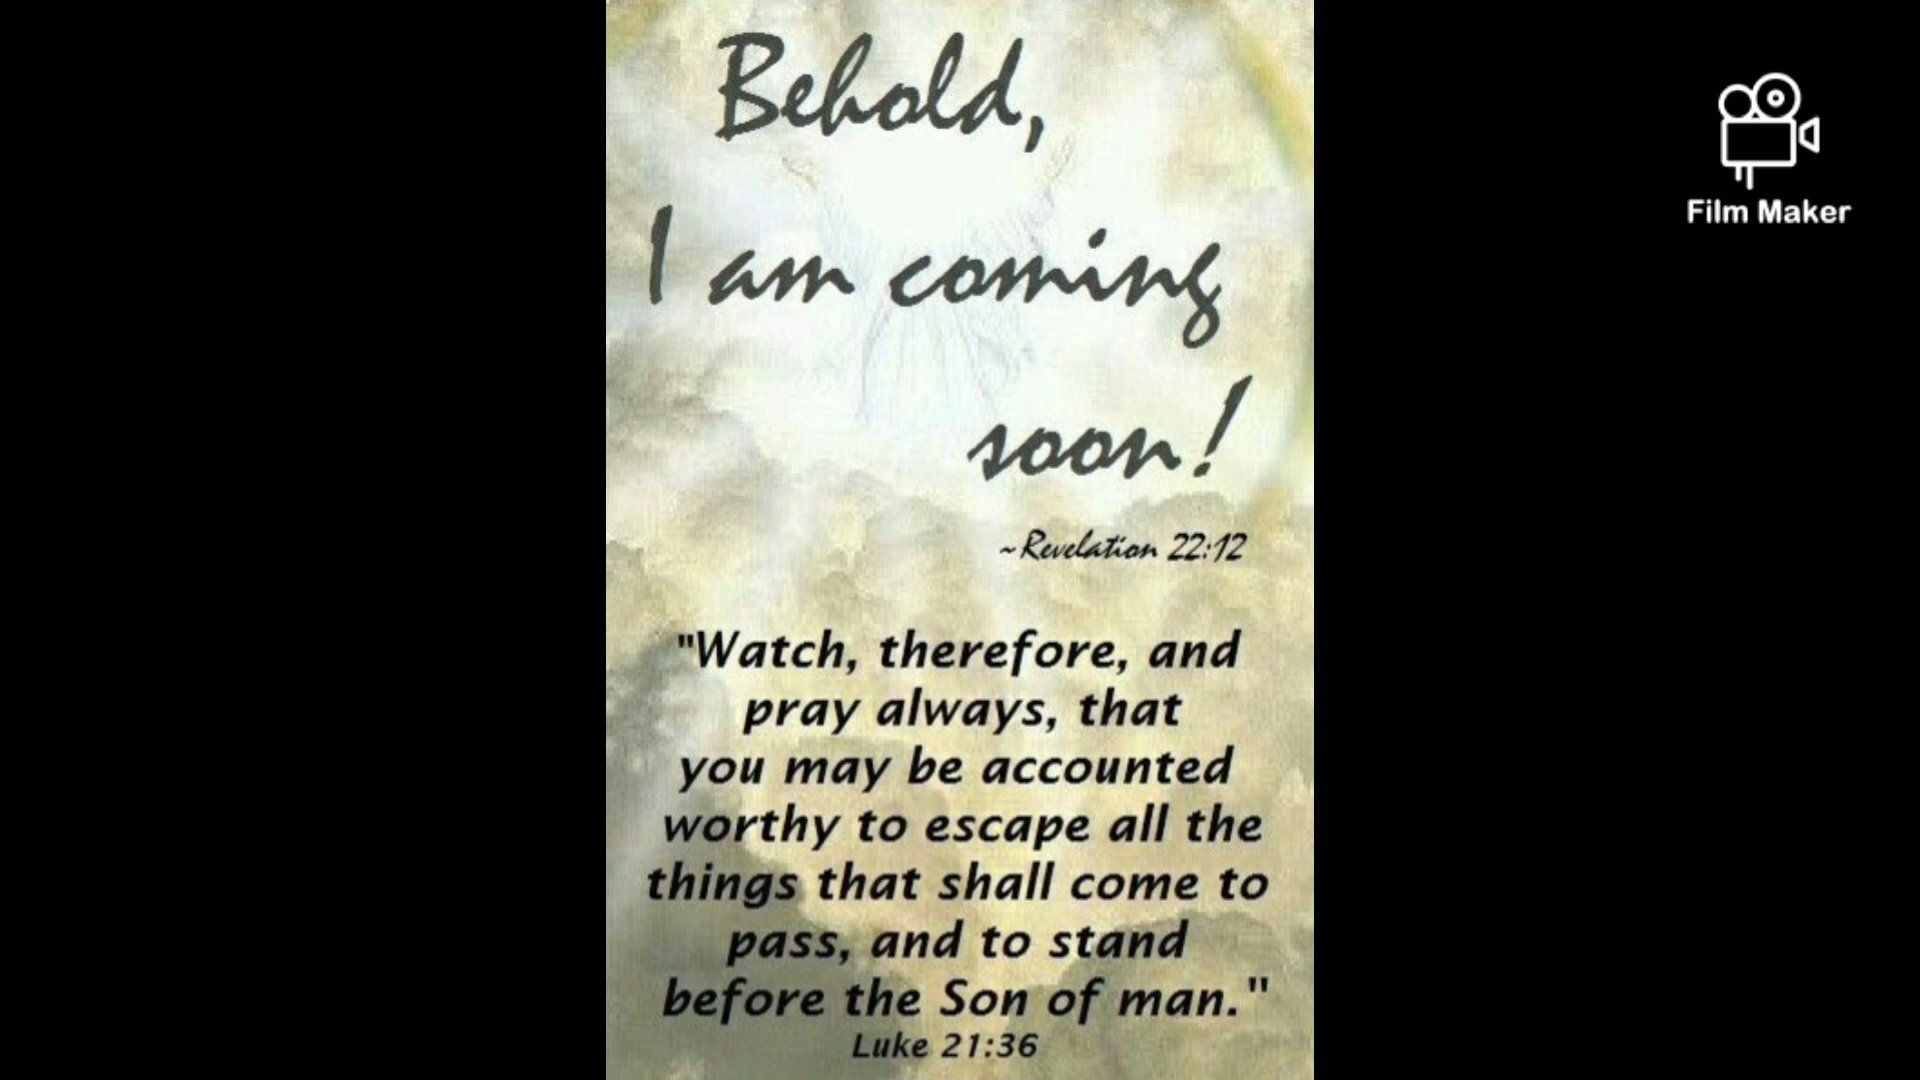 Behold,
I am coming
soon!
~Revelation 22:12
"Watch, therefore, and
pray always, that
you may be accounted
worthy to escape all the
things that shall come to
pass, and to stand
before the Son of man."
Luke 21:36
Film Maker